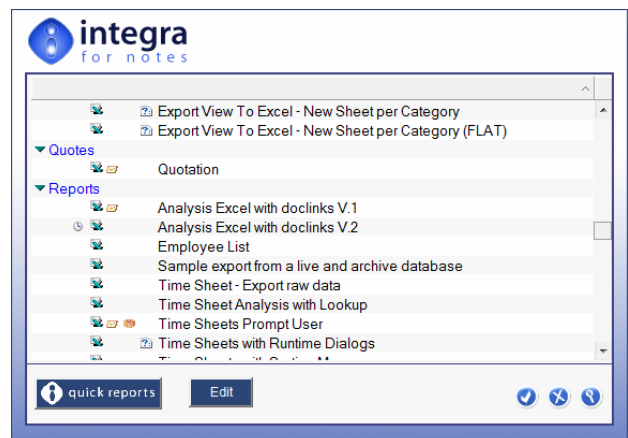 integra
for notes
Export View To Excel - New Sheet per Category
Export View To Excel - New Sheet per Category (FLAT)
Quotes
Quotation
Reports
Analysis Excel with doclinks V.1
Analysis Excel with doclinks V.2
Employee List
Sample export from a live and archive database
Time Sheet - Export raw data
Time Sheet Analysis with Lookup
Time Sheets Prompt User
Time Sheets with Runtime Dialogs
quick reports
Edit